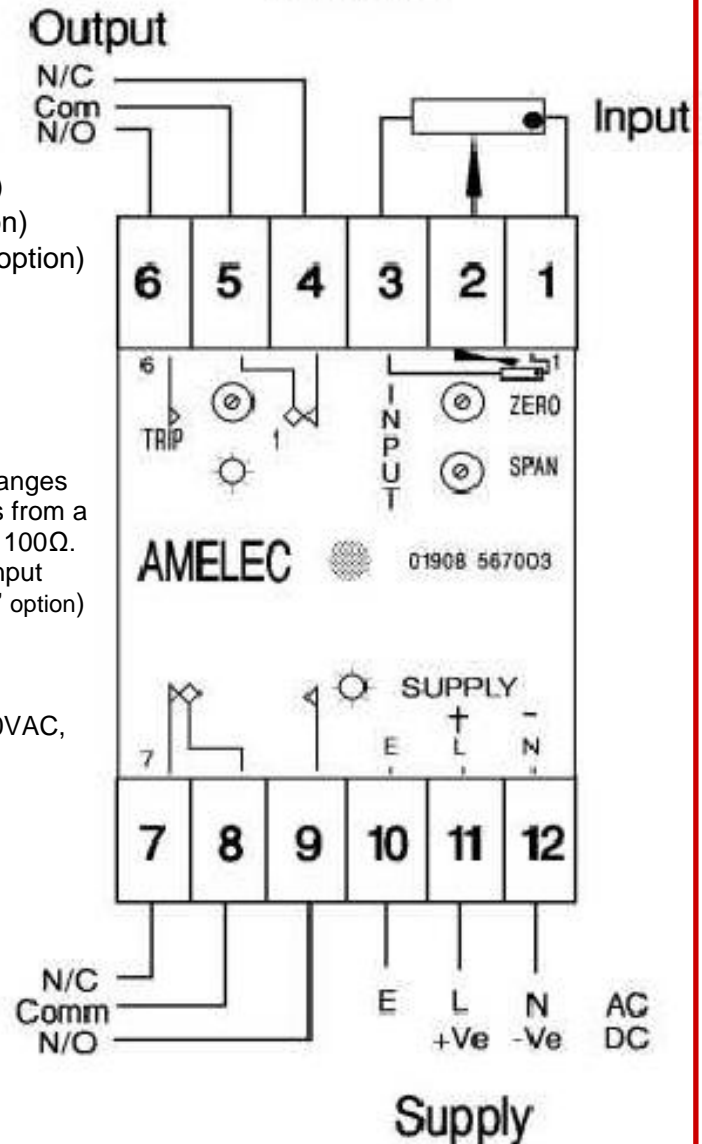 Output
N/C
Com
N/O
Input
)
on)
option)
6 5 4 3 2 1
6
1
TRIP
1
INPUT
ZERO
SPAN
anges
s from a
100Ω.
nput
” option)
AMELEC
01908 567003
0VAC,
SUPPLY
+ -
E L N
7
7 8 9 10 11 12
N/C
Comm
N/O
E L N AC
+Ve -Ve DC
Supply